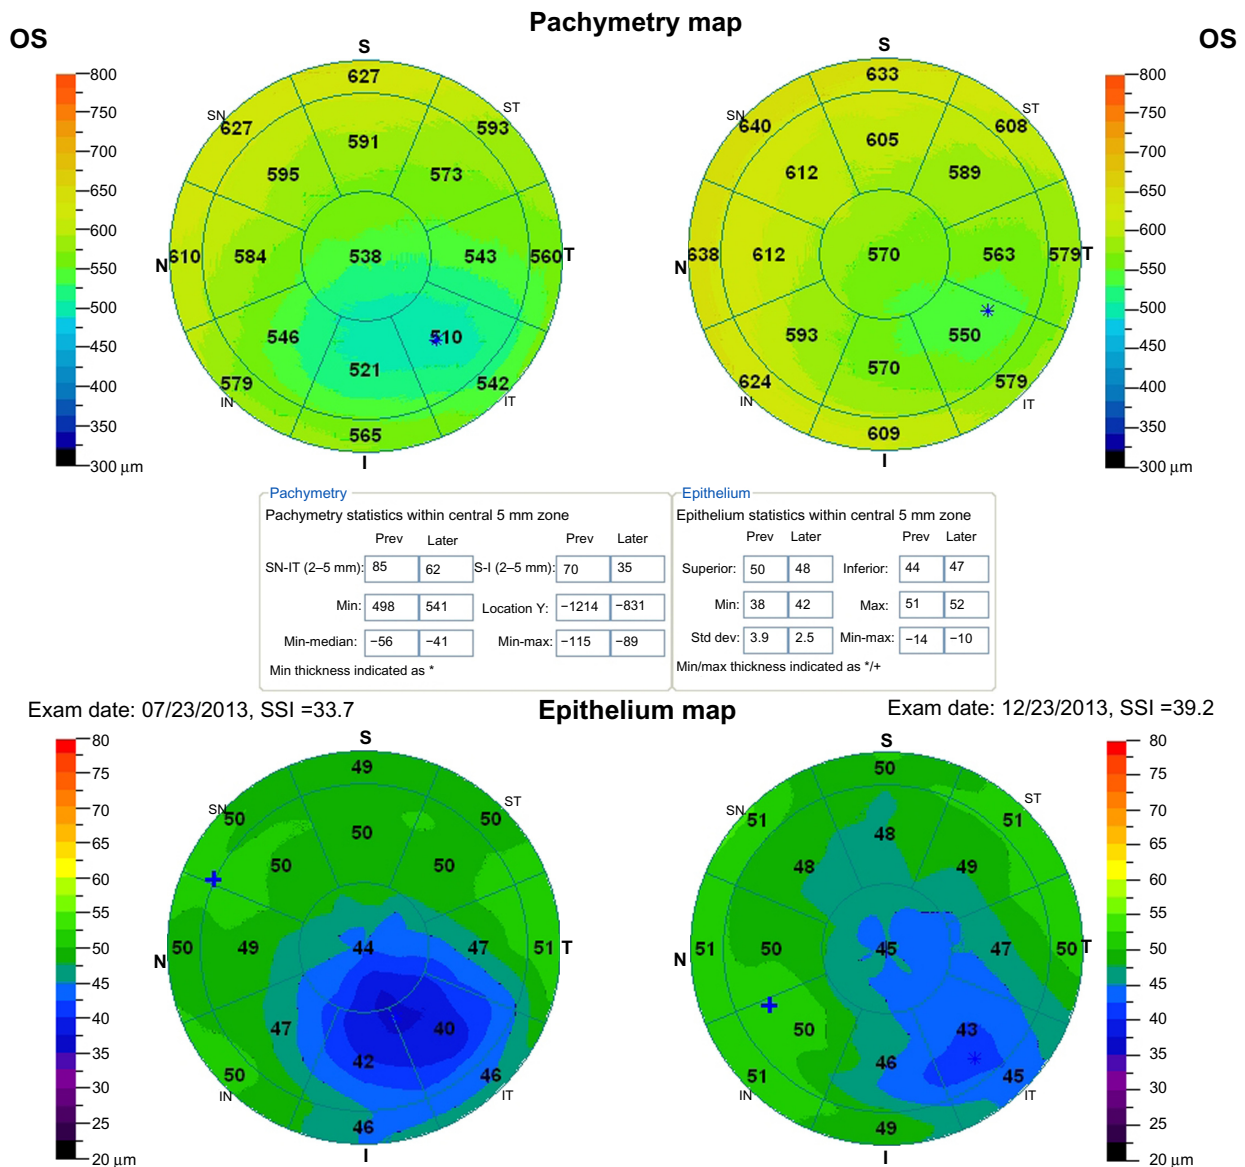 Pachymetry map
OS
OS
S
S
800
750
700
650
600
550
500
450
400
350
300 µm
627
SN
627
ST
593
591
595
573
N
610
584
538
543
560
T
546
510
521
579
IN
542
IT
565
I
633
SN
640
ST
608
605
612
589
N
638
612
570
563
579
T
593
550
570
624
IN
579
IT
609
I
800
750
700
650
600
550
500
450
400
350
300 µm
Pachymetry
Pachymetry statistics within central 5 mm zone
Prev Later Prev Later
SN-IT (2–5 mm): 85 62 S-I (2–5 mm): 70 35
Min: 498 541 Location Y: −1214 −831
Min-median: −56 −41 Min-max: −115 −89
Min thickness indicated as *
Epithelium
Epithelium statistics within central 5 mm zone
Prev Later Prev Later
Superior: 50 48 Inferior: 44 47
Min: 38 42 Max: 51 52
Std dev: 3.9 2.5 Min-max: −14 −10
Min/max thickness indicated as */+
Exam date: 07/23/2013, SSI =33.7
Epithelium map
Exam date: 12/23/2013, SSI =39.2
80
75
70
65
60
55
50
45
40
35
30
25
20 µm
S
49
SN
50
ST
50
50
50
50
+
N
50
49
44
47
51
T
47
40
42
50
IN
46
IT
46
I
S
50
SN
51
ST
51
48
48
49
N
51
50
45
47
50
T
+
50
43
*
46
51
IN
45
IT
49
I
80
75
70
65
60
55
50
45
40
35
30
25
20 µm